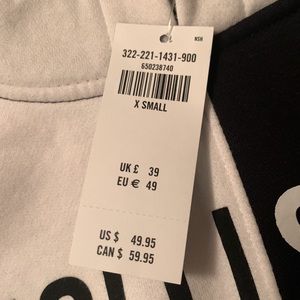 NSH
322-221-1431-900
650238740
X SMALL
UK £ 39
EU € 49
US $ 49.95
CAN $ 59.95